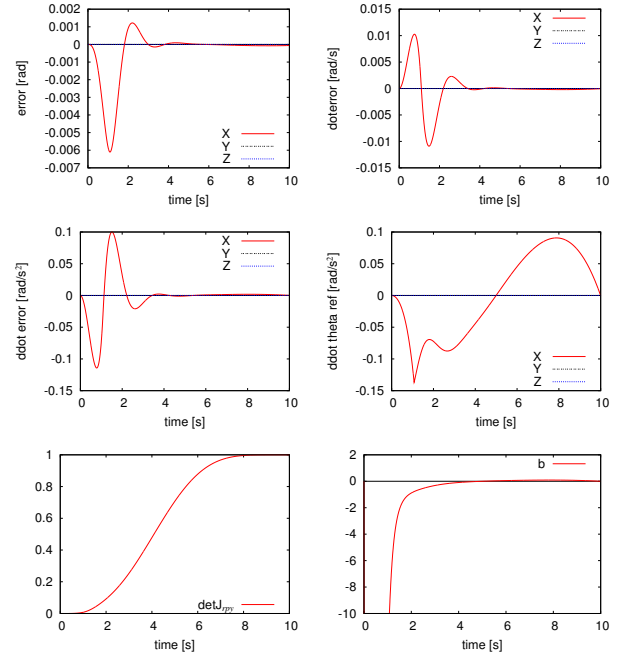 0.002
0.001
0
-0.001
-0.002
-0.003
-0.004
-0.005
-0.006
-0.007
error [rad]
X
Y
Z
0 2 4 6 8 10
time [s]
0.015
0.01
0.005
0
-0.005
-0.01
-0.015
doterror [rad/s]
X
Y
Z
0 2 4 6 8 10
time [s]
0.1
0.05
0
-0.05
-0.1
-0.15
ddot error [rad/s²]
X
Y
Z
0 2 4 6 8 10
time [s]
0.1
0.05
0
-0.05
-0.1
-0.15
ddot theta ref [rad/s²]
X
Y
Z
0 2 4 6 8 10
time [s]
1
0.8
0.6
0.4
0.2
0
detJrpy
0 2 4 6 8 10
time [s]
b
0
-2
-4
-6
-8
-10
0 2 4 6 8 10
time [s]